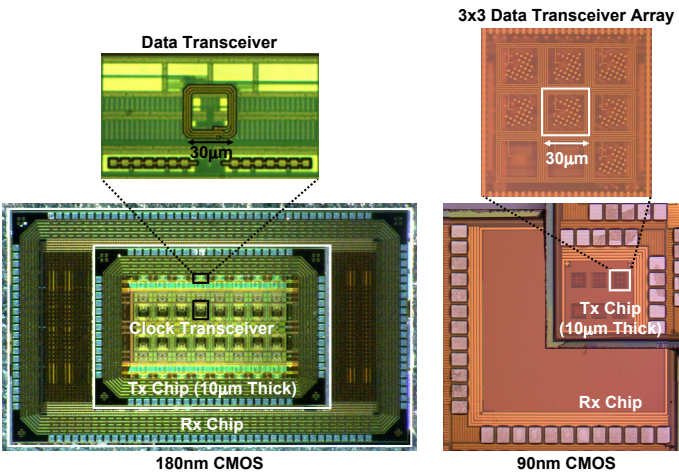 3x3 Data Transceiver Array
Data Transceiver
30μm
30μm
Clock Transceiver
Tx Chip (10μm Thick)
Rx Chip
Tx Chip
(10μm Thick)
Rx Chip
180nm CMOS
90nm CMOS